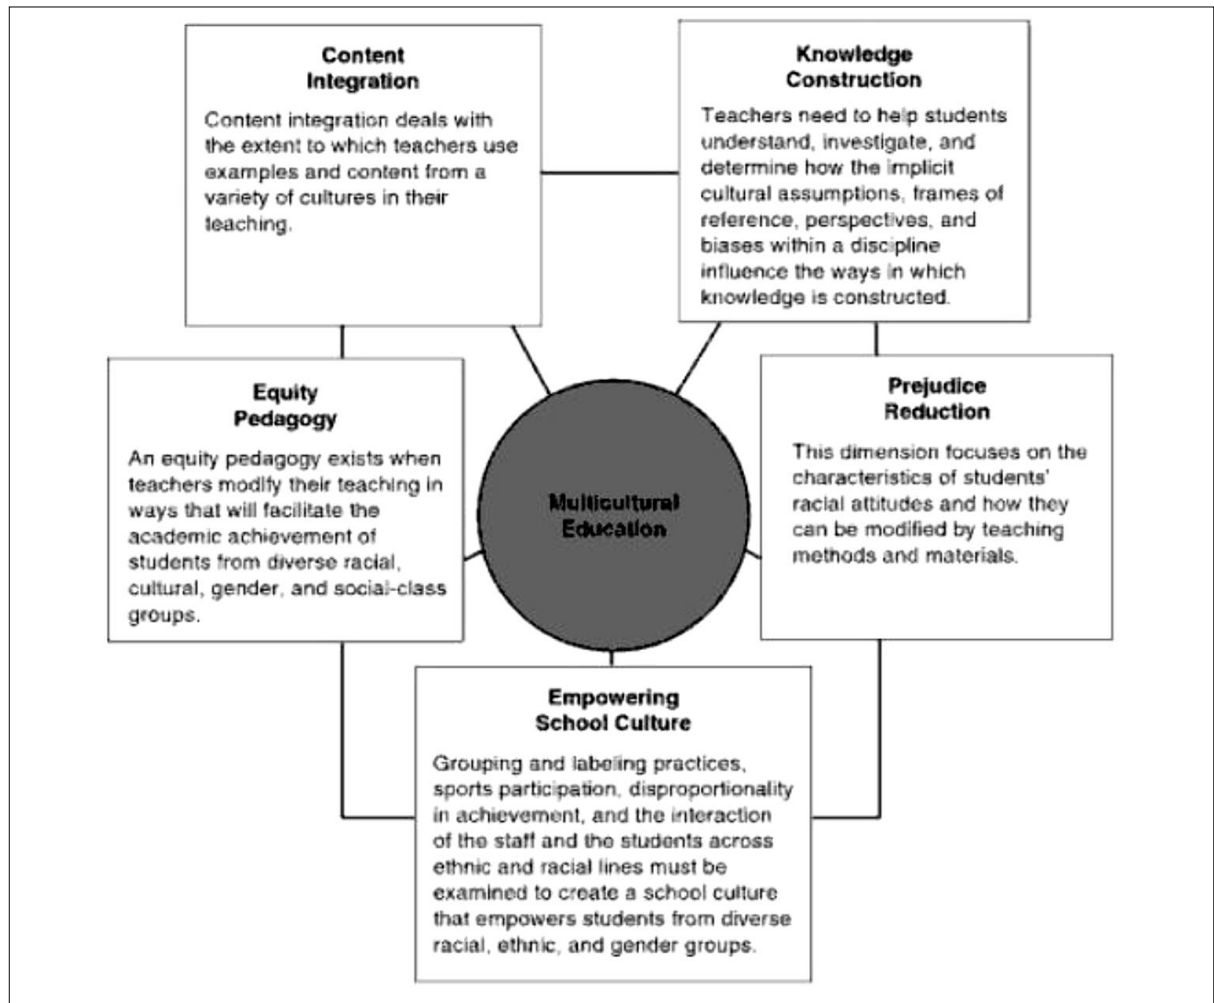 Content
Integration
Content integration deals with
the extent to which teachers use
examples and content from a
variety of cultures in their
teaching.
Knowledge
Construction
Teachers need to help students
understand, investigate, and
determine how the implicit
cultural assumptions, frames of
reference, perspectives, and
biases within a discipline
influence the ways in which
knowledge is constructed.
Equity
Pedagogy
An equity pedagogy exists when
teachers modify their teaching in
ways that will facilitate the
academic achievement of
students from diverse racial,
cultural, gender, and social-class
groups.
Multicultural
Education
Prejudice
Reduction
This dimension focuses on the
characteristics of students'
racial attitudes and how they
can be modified by teaching
methods and materials.
Empowering
School Culture
Grouping and labeling practices,
sports participation, disproportionality
in achievement, and the interaction
of the staff and the students across
ethnic and racial lines must be
examined to create a school culture
that empowers students from diverse
racial, ethnic, and gender groups.